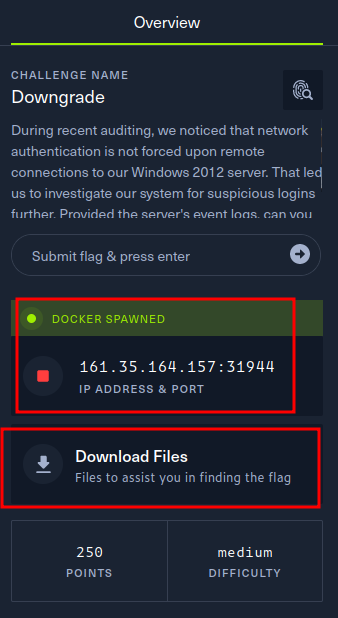 Overview
CHALLENGE NAME
Downgrade
During recent auditing, we noticed that network
authentication is not forced upon remote
connections to our Windows 2012 server. That led
us to investigate our system for suspicious logins
further. Provided the server's event logs, can you
Submit flag & press enter
DOCKER SPAWNED
161.35.164.157:31944
IP ADDRESS & PORT
Download Files
Files to assist you in finding the flag
250
POINTS
medium
DIFFICULTY